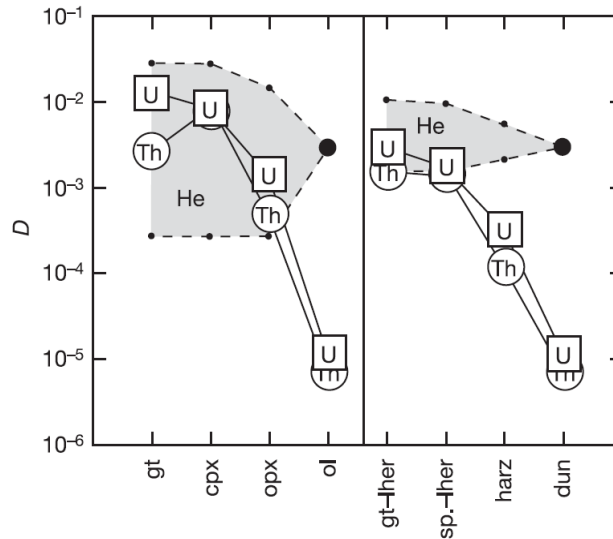 10⁻¹
10⁻²
10⁻³
10⁻⁴
10⁻⁵
10⁻⁶
D
U
Th
U
He
U
Th
U
Th
He
U
Th
U
U
Th
U
Th
gt
cpx
opx
ol
gt-lher
sp.-lher
harz
dun